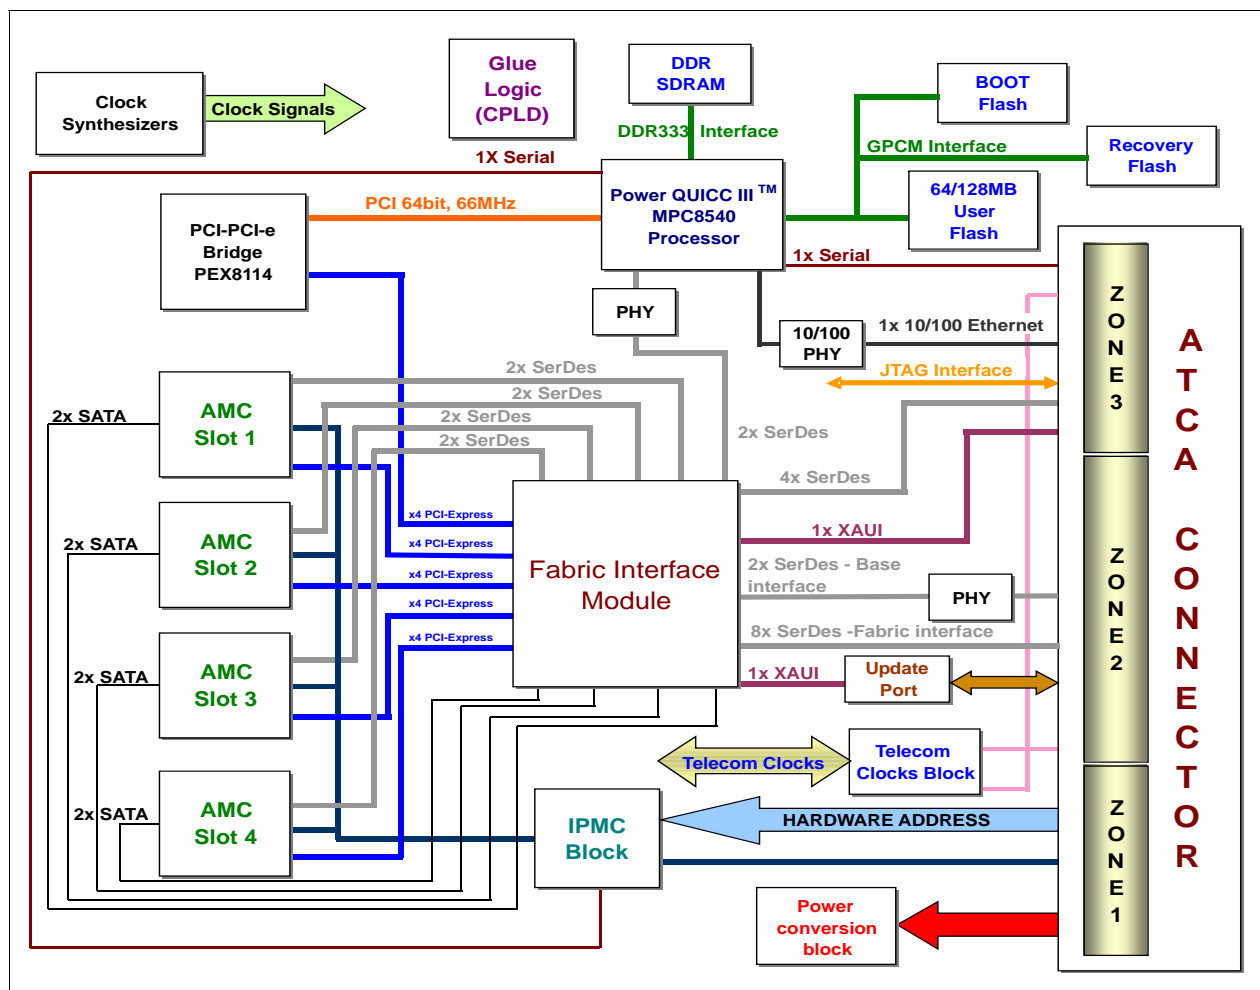 Glue
Logic
(CPLD)
DDR
SDRAM
BOOT
Flash
Clock
Synthesizers
Clock Signals
DDR333 Interface
GPCM Interface
Recovery
Flash
1X Serial
Power QUICC III TM
MPC8540
Processor
64/128MB
User
Flash
PCI 64bit, 66MHz
PCI-PCI-e
Bridge
PEX8114
1x Serial
PHY
10/100
PHY
1x 10/100 Ethernet
JTAG Interface
ZONE3
ATCA CONNECTOR
2x SerDes
2x SerDes
2x SerDes
2x SerDes
2x SATA
AMC
Slot 1
2x SerDes
4x SerDes
x4 PCI-Express
1x XAUI
2x SATA
AMC
Slot 2
x4 PCI-Express
x4 PCI-Express
Fabric Interface
Module
2x SerDes - Base
interface
PHY
ZONE2
x4 PCI-Express
8x SerDes -Fabric interface
x4 PCI-Express
2x SATA
AMC
Slot 3
1x XAUI
Update
Port
Telecom Clocks
Telecom
Clocks Block
2x SATA
AMC
Slot 4
IPMC
Block
HARDWARE ADDRESS
ZONE1
Power
conversion
block